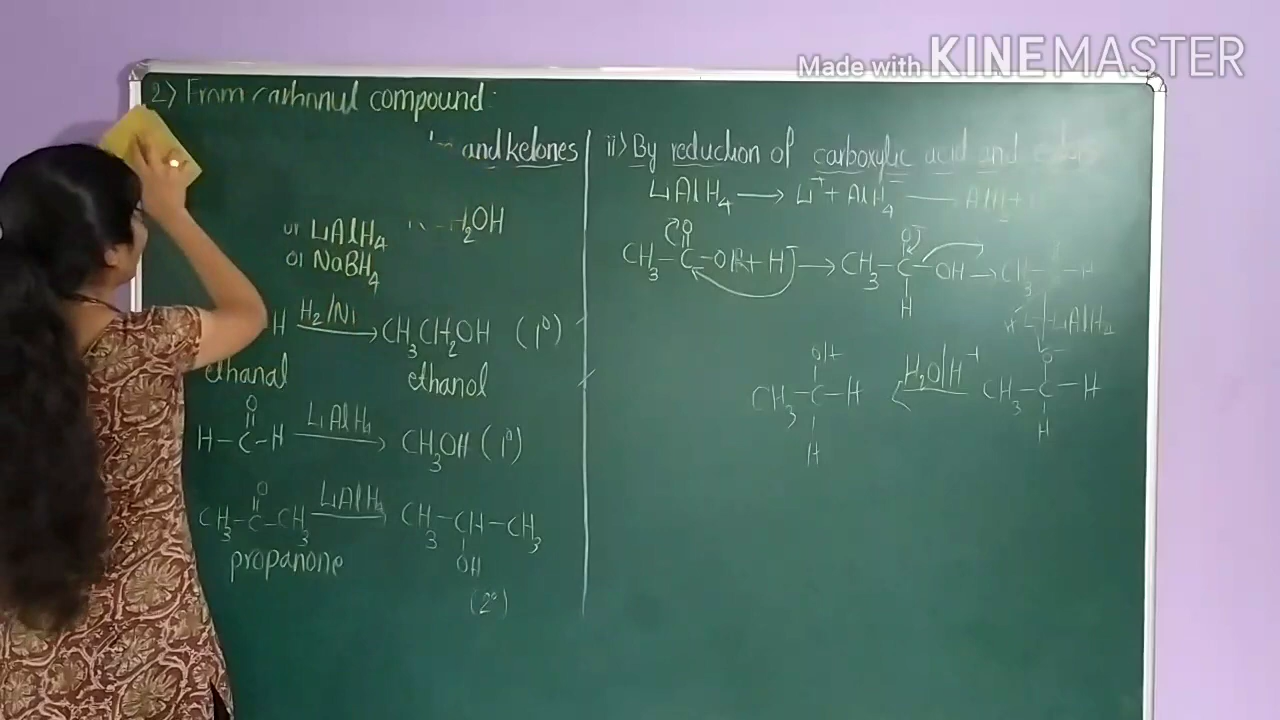 Made with KINEMASTER
2) From carbonyl compound:
and ketones
or LiAlH4
or NaBH4
H2OH
H H2/Ni → CH3CH2OH (1°)
ethanal ethanol
O
||
H-C-H LiAlH4 → CH3OH (1°)
O
||
CH3-C-CH3 LiAlH4 CH3-CH-CH3
propanone OH
(2°)
ii) By reduction of carboxylic acid and esters
LiAlH4 → Li+ + AlH4-
O O-
CH3-C-O + H- → CH3-C-OH → CH3 H
H
LiAlH4
OH H2O/H+ O-
CH3-C-H ← CH3-C-H
H H